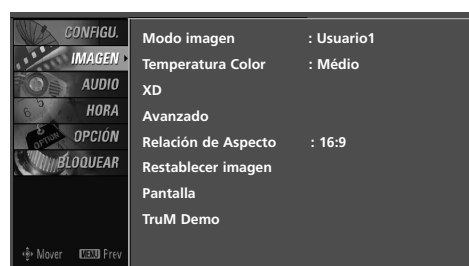 CONFIGU.
IMAGEN
AUDIO
HORA
OPCIÓN
BLOQUEAR
Mover MENU Prev
Modo imagen : Usuario1
Temperatura Color : Médio
XD
Avanzado
Relación de Aspecto : 16:9
Restablecer imagen
Pantalla
TruM Demo